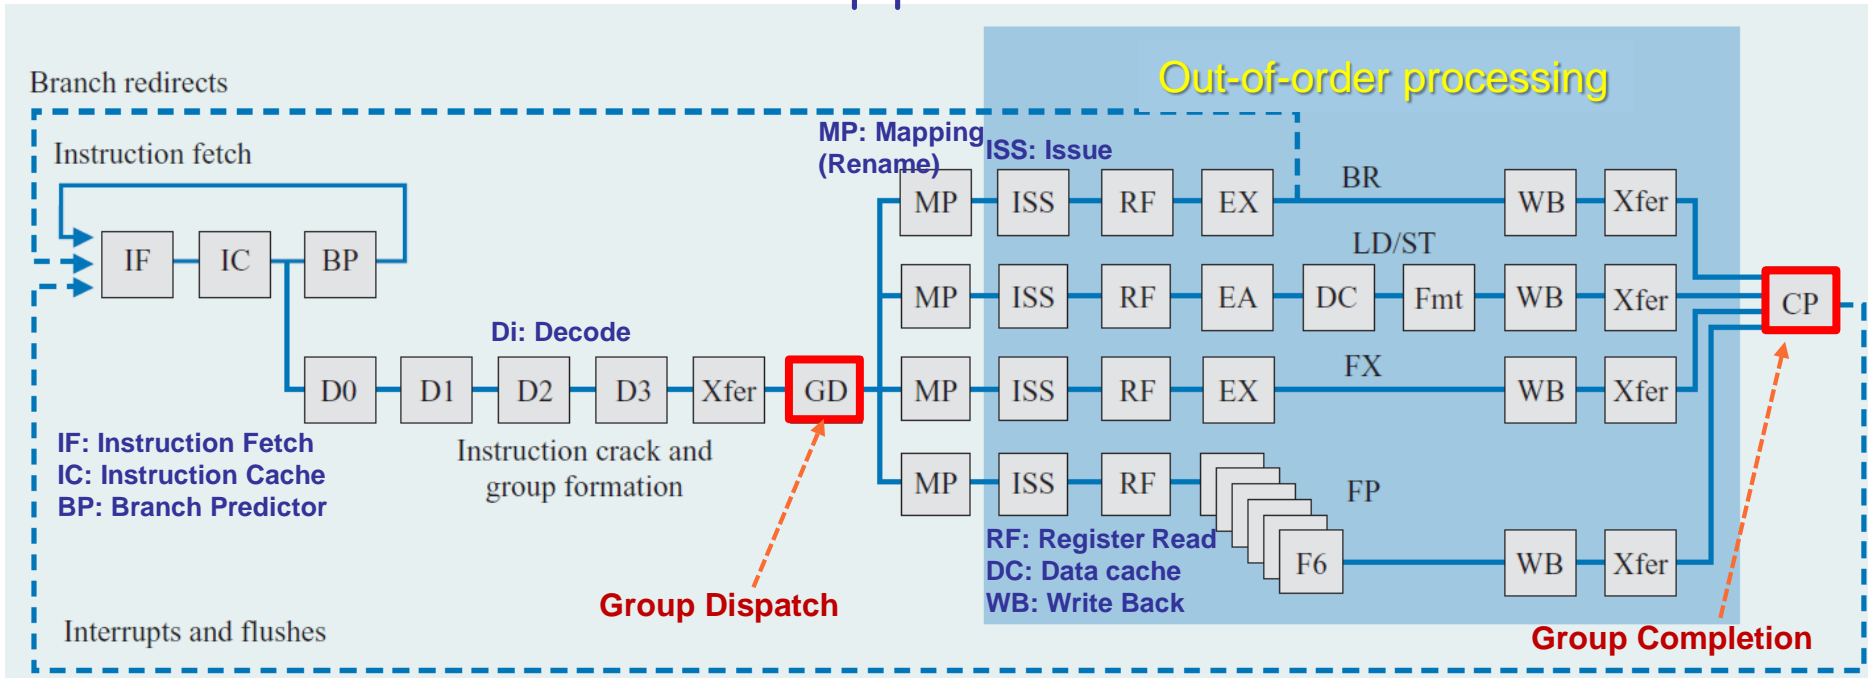 Out-of-order processing
Branch redirects
Instruction fetch
MP: Mapping
(Rename)
ISS: Issue
MP ISS RF EX BR WB Xfer
IF IC BP
LD/ST
MP ISS RF EA DC Fmt WB Xfer
CP
Di: Decode
FX
D0 D1 D2 D3 Xfer GD MP ISS RF EX WB Xfer
IF: Instruction Fetch
IC: Instruction Cache
BP: Branch Predictor
Instruction crack and
group formation
MP ISS RF FP
F6 WB Xfer
RF: Register Read
DC: Data cache
WB: Write Back
Group Dispatch
Interrupts and flushes
Group Completion